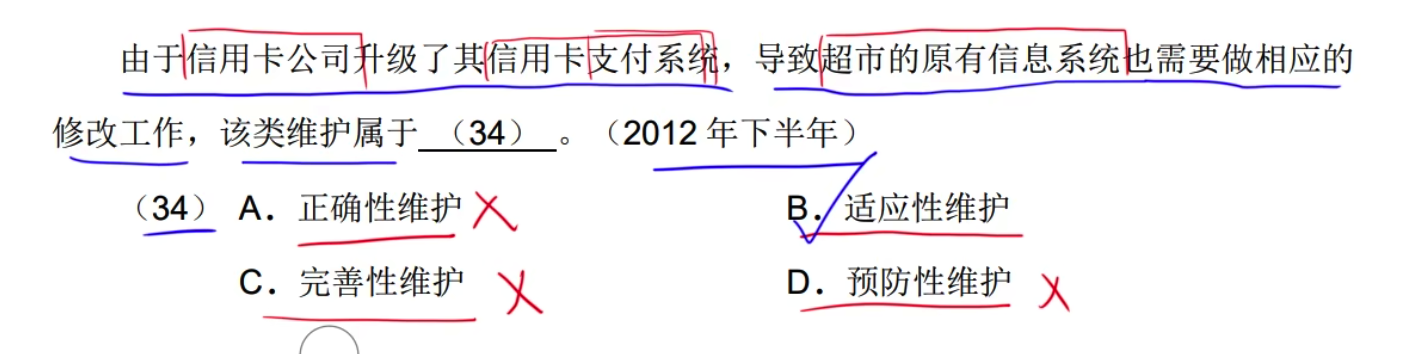 由于信用卡公司升级了其信用卡支付系统，导致超市的原有信息系统也需要做相应的
修改工作，该类维护属于 （34） 。（2012 年下半年）
（34） A．正确性维护 B．适应性维护
C．完善性维护 D．预防性维护